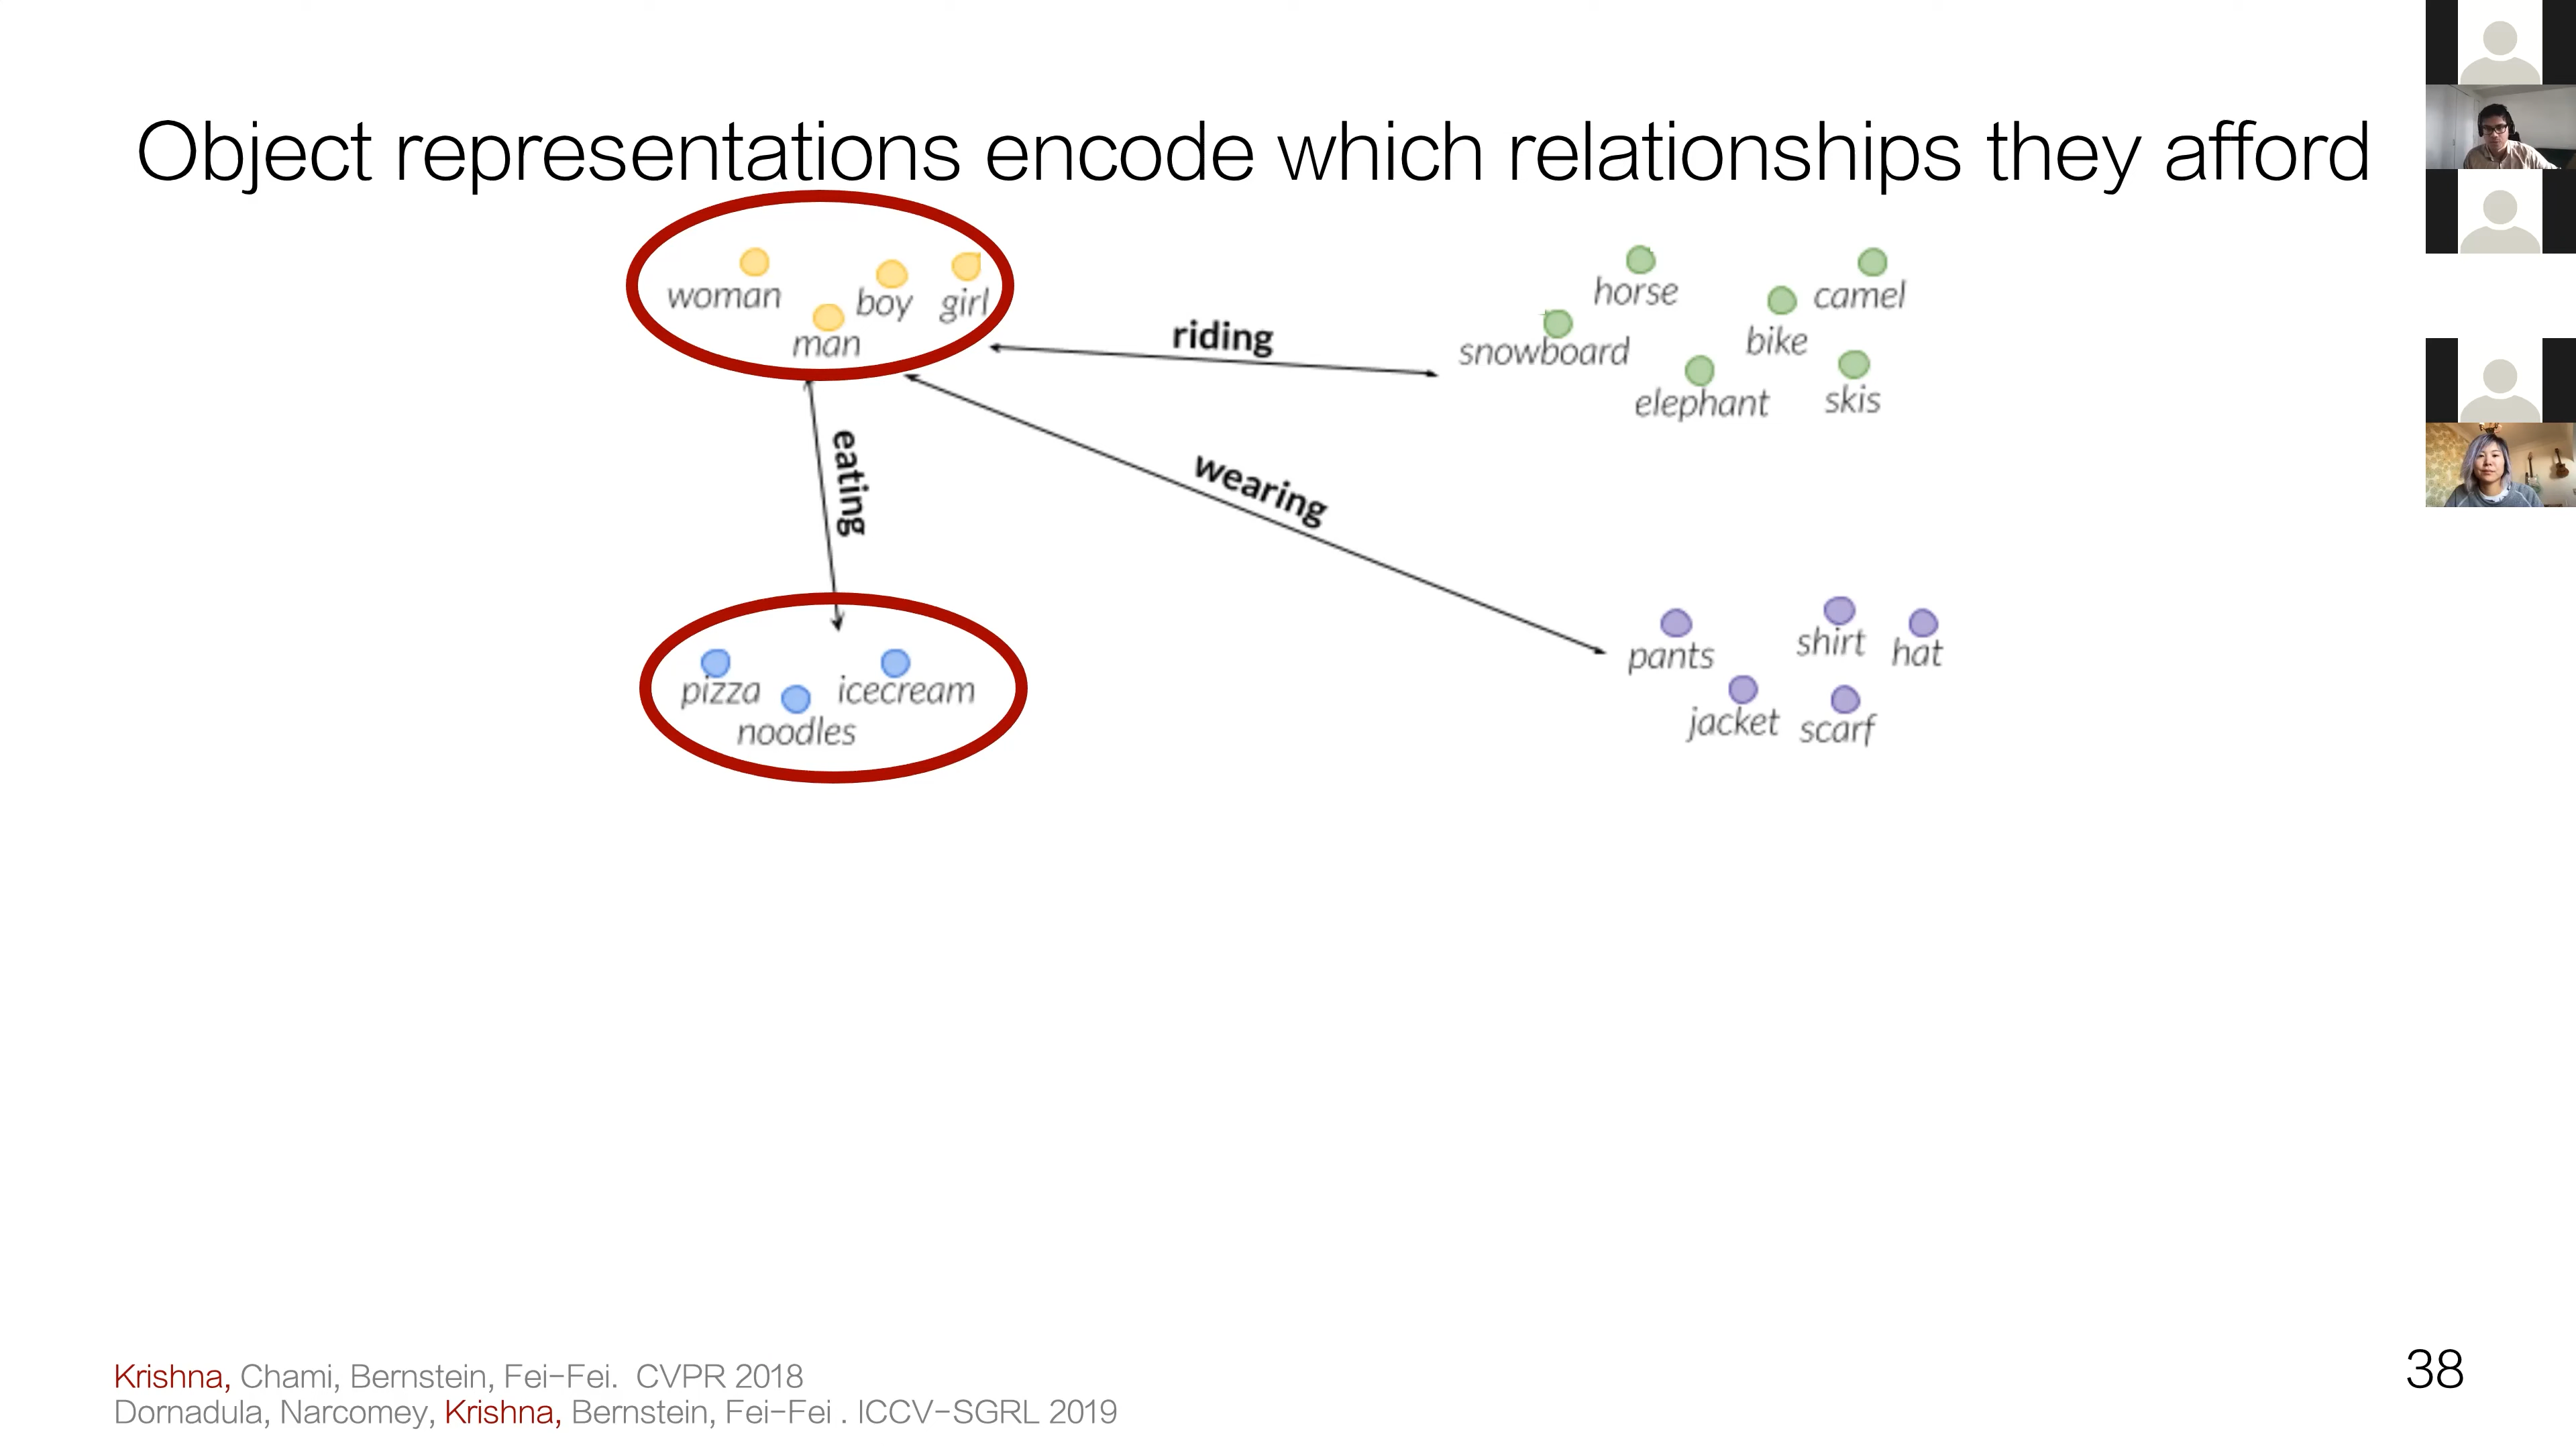 Object representations encode which relationships they afford
woman
boy
girl
man
riding
horse
camel
bike
snowboard
elephant
skis
eating
wearing
pizza
icecream
noodles
pants
shirt
hat
jacket
scarf
Krishna, Chami, Bernstein, Fei-Fei. CVPR 2018
Dornadula, Narcomey, Krishna, Bernstein, Fei-Fei . ICCV-SGRL 2019
38